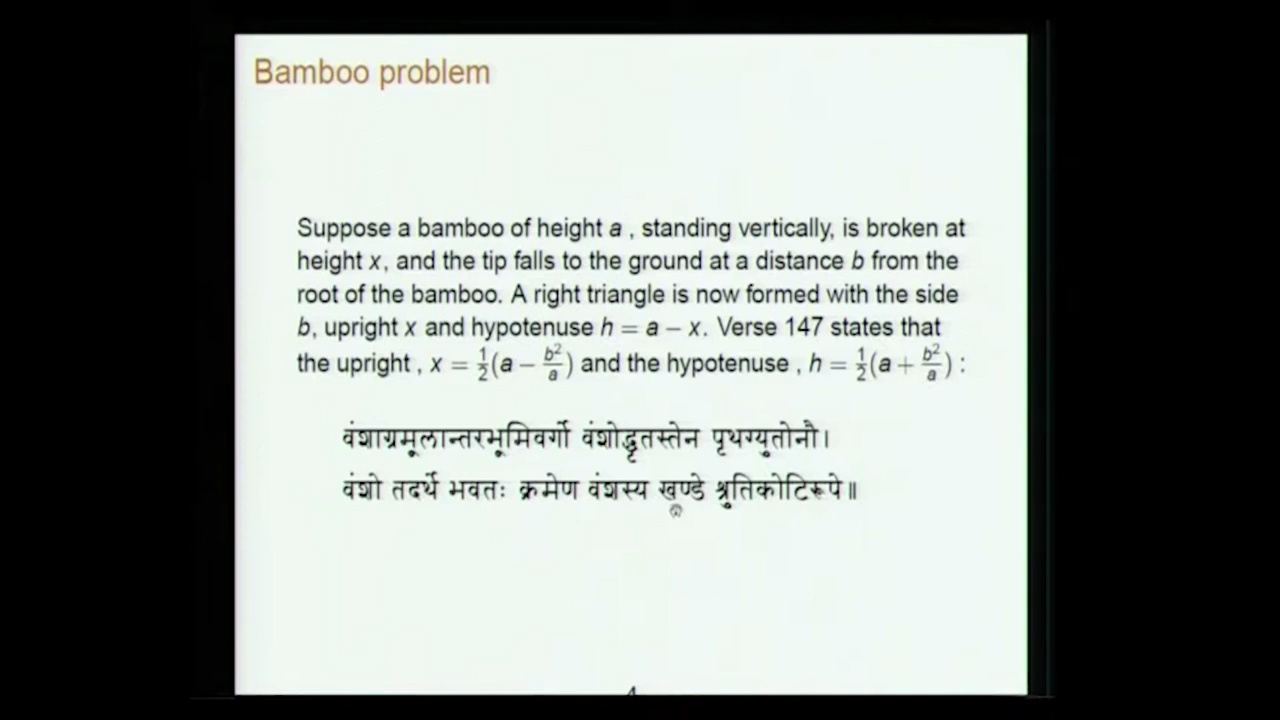 Bamboo problem
Suppose a bamboo of height a , standing vertically, is broken at
height x, and the tip falls to the ground at a distance b from the
root of the bamboo. A right triangle is now formed with the side
b, upright x and hypotenuse h = a − x. Verse 147 states that
the upright , x = ½(a − b²/a) and the hypotenuse , h = ½(a + b²/a) :
वंशाग्रमूलान्तरभूमिवर्गो वंशोद्धृतस्तेन पृथग्युतोनौ।
वंशो तदर्धे भवतः क्रमेण वंशस्य खण्डे श्रुतिकोटिरूपे॥